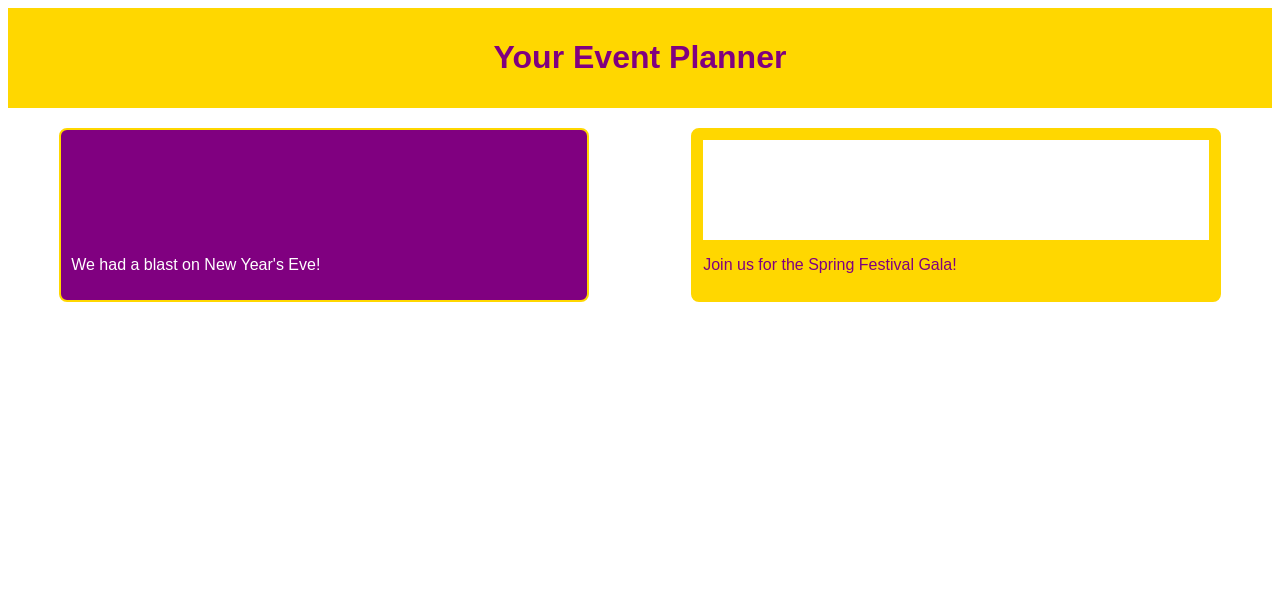 Your Event Planner
We had a blast on New Year's Eve!
Join us for the Spring Festival Gala!